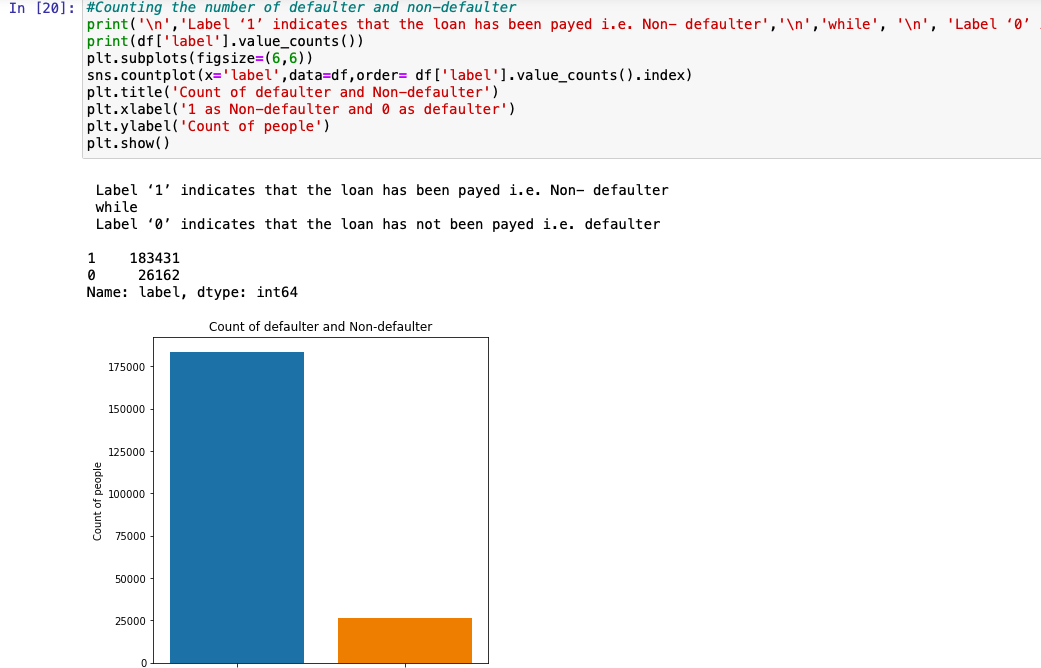 In [20]: #Counting the number of defaulter and non-defaulter
print('\n','Label ‘1’ indicates that the loan has been payed i.e. Non- defaulter','\n','while', '\n', 'Label ‘0’
print(df['label'].value_counts())
plt.subplots(figsize=(6,6))
sns.countplot(x='label',data=df,order= df['label'].value_counts().index)
plt.title('Count of defaulter and Non-defaulter')
plt.xlabel('1 as Non-defaulter and 0 as defaulter')
plt.ylabel('Count of people')
plt.show()
Label ‘1’ indicates that the loan has been payed i.e. Non- defaulter
while
Label ‘0’ indicates that the loan has not been payed i.e. defaulter
1 183431
0 26162
Name: label, dtype: int64
Count of defaulter and Non-defaulter
175000
150000
125000
100000
75000
50000
25000
0
Count of people